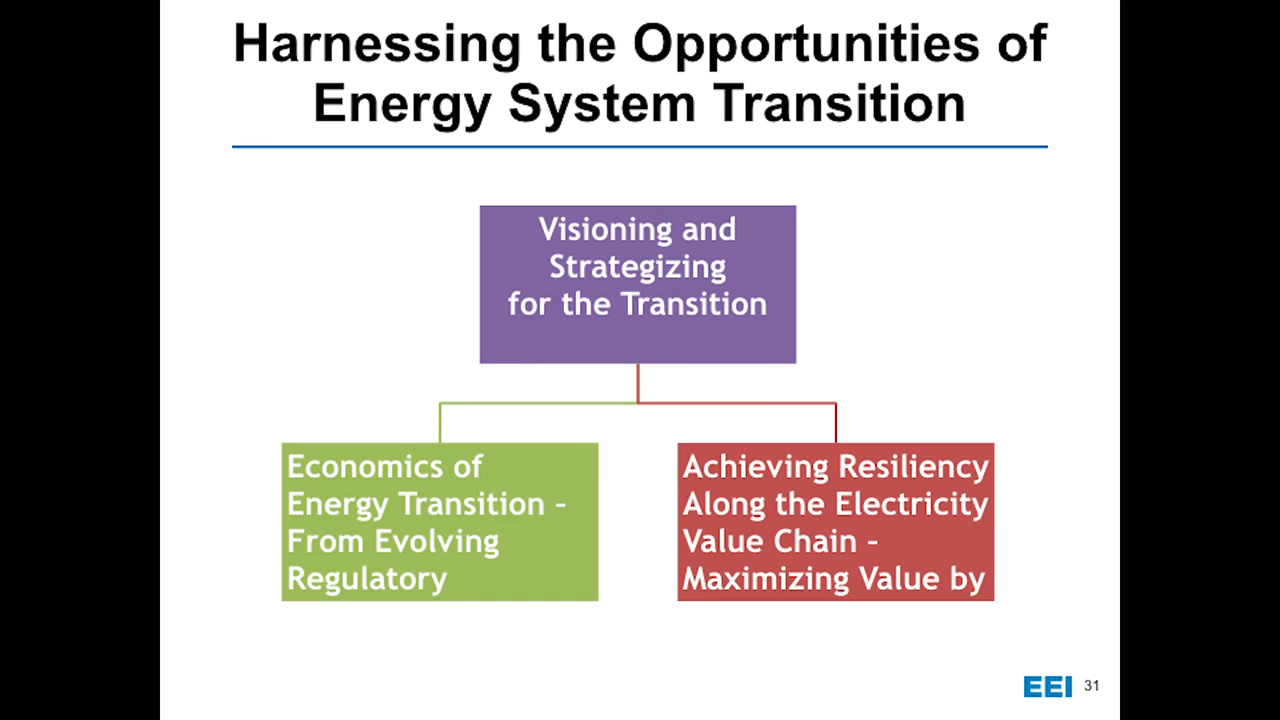 Harnessing the Opportunities of
Energy System Transition
Visioning and
Strategizing
for the Transition
Economics of
Energy Transition –
From Evolving
Regulatory
Achieving Resiliency
Along the Electricity
Value Chain –
Maximizing Value by
EEI 31